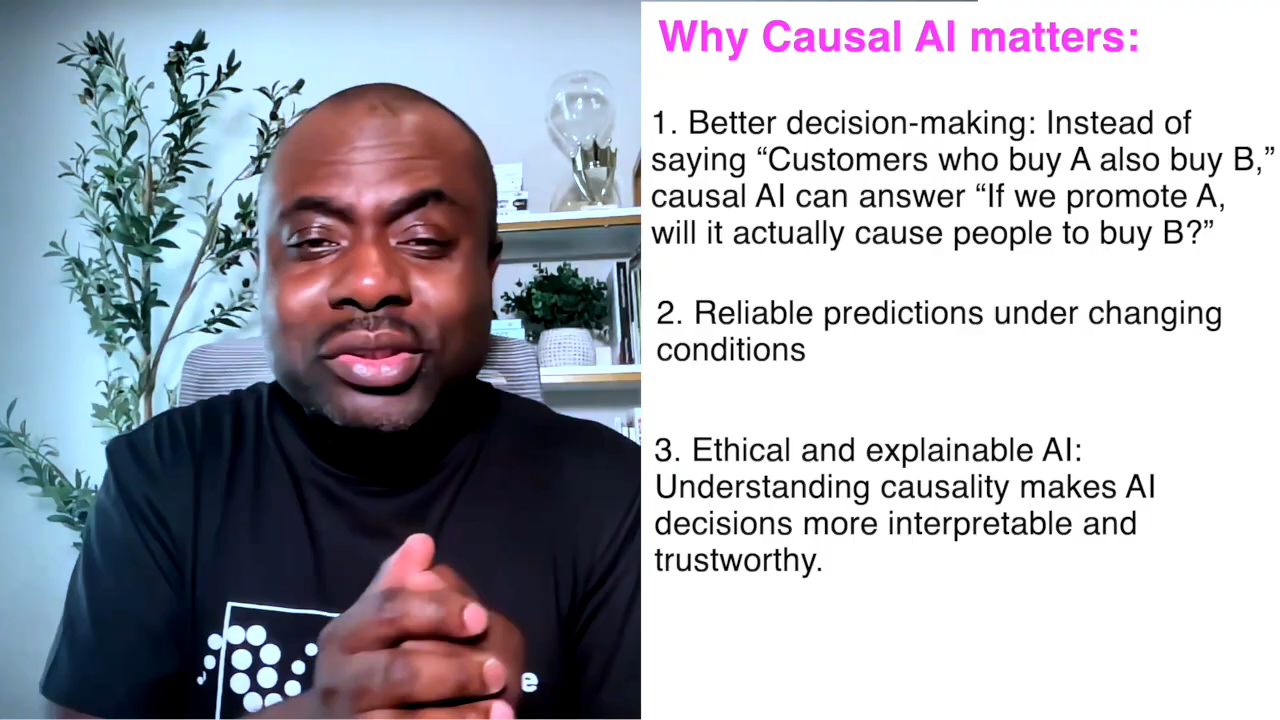 Why Causal AI matters:
1. Better decision-making: Instead of
saying “Customers who buy A also buy B,”
causal AI can answer “If we promote A,
will it actually cause people to buy B?”
2. Reliable predictions under changing
conditions
3. Ethical and explainable AI:
Understanding causality makes AI
decisions more interpretable and
trustworthy.